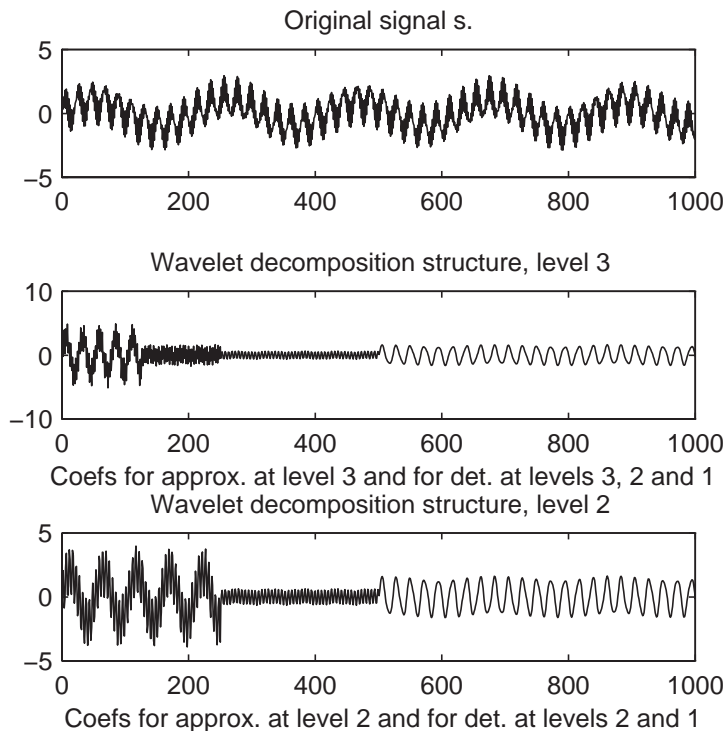 Original signal s.
5
0
−5
0 200 400 600 800 1000
Wavelet decomposition structure, level 3
10
0
−10
0 200 400 600 800 1000
Coefs for approx. at level 3 and for det. at levels 3, 2 and 1
Wavelet decomposition structure, level 2
5
0
−5
0 200 400 600 800 1000
Coefs for approx. at level 2 and for det. at levels 2 and 1